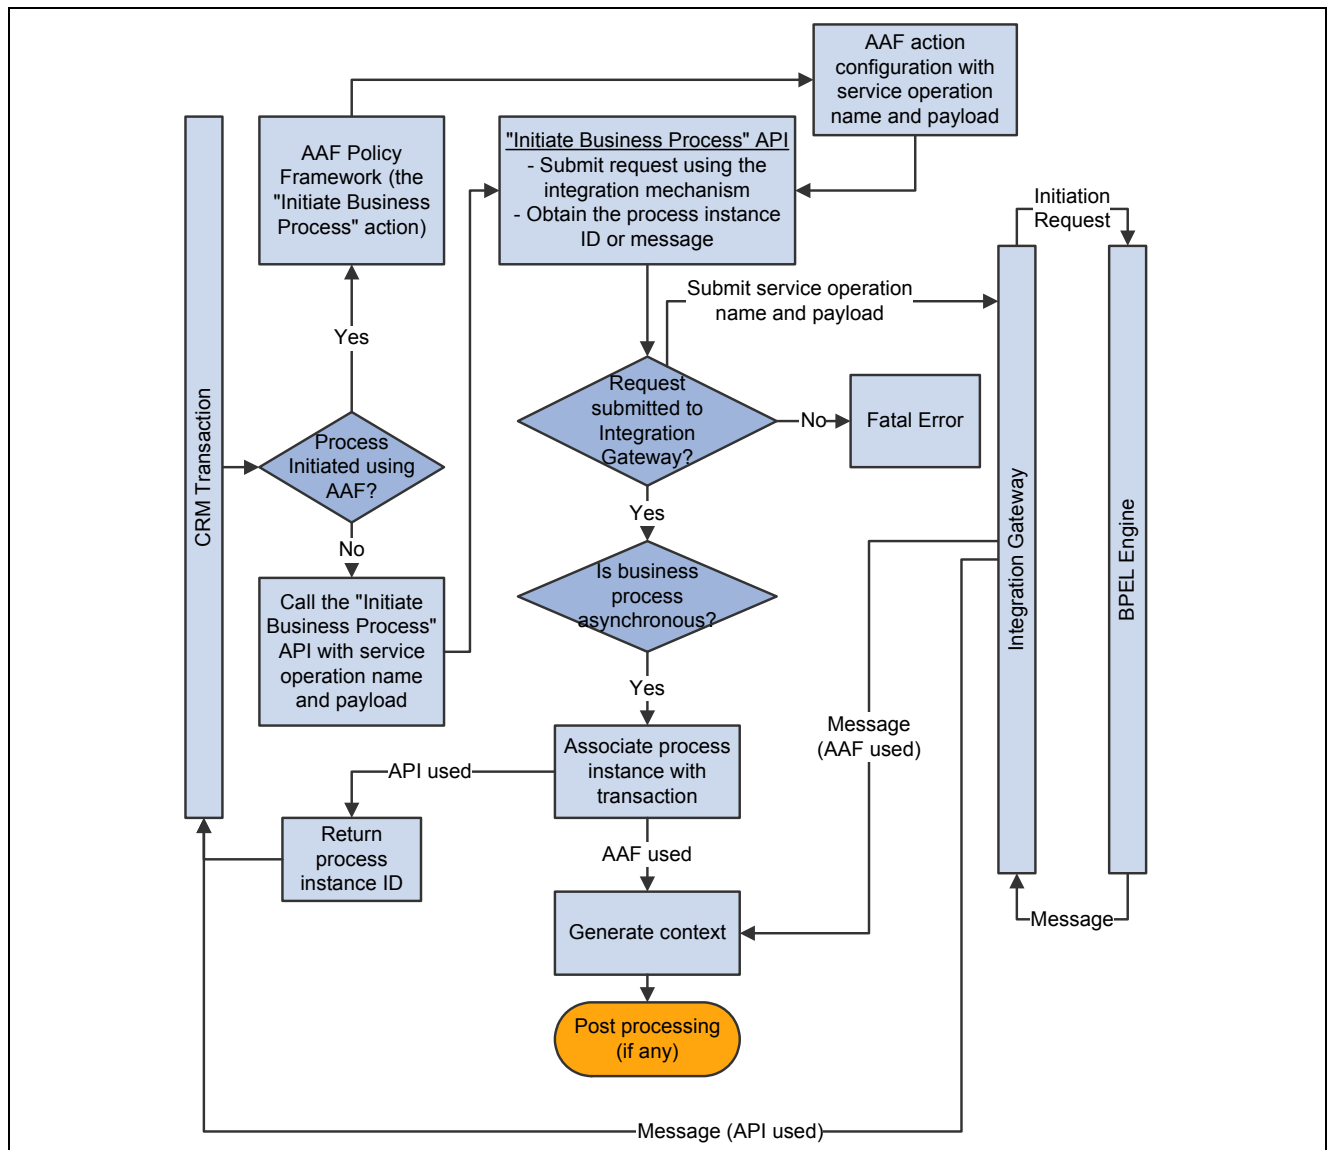 AAF action
configuration with
service operation
name and payload
AAF Policy
Framework (the
"Initiate Business
Process" action)
"Initiate Business Process" API
- Submit request using the
integration mechanism
- Obtain the process instance
ID or message
Initiation
Request
Submit service operation
name and payload
Yes
Request
submitted to
Integration
Gateway?
No
Fatal Error
CRM Transaction
Process
Initiated using
AAF?
Integration Gateway
BPEL Engine
Yes
No
Is business
process
asynchronous?
Call the "Initiate
Business Process"
API with service
operation name
and payload
Yes
Message
(AAF used)
Associate process
instance with
transaction
API used
Return
process
instance ID
AAF used
Generate context
Message
Post processing
(if any)
Message (API used)